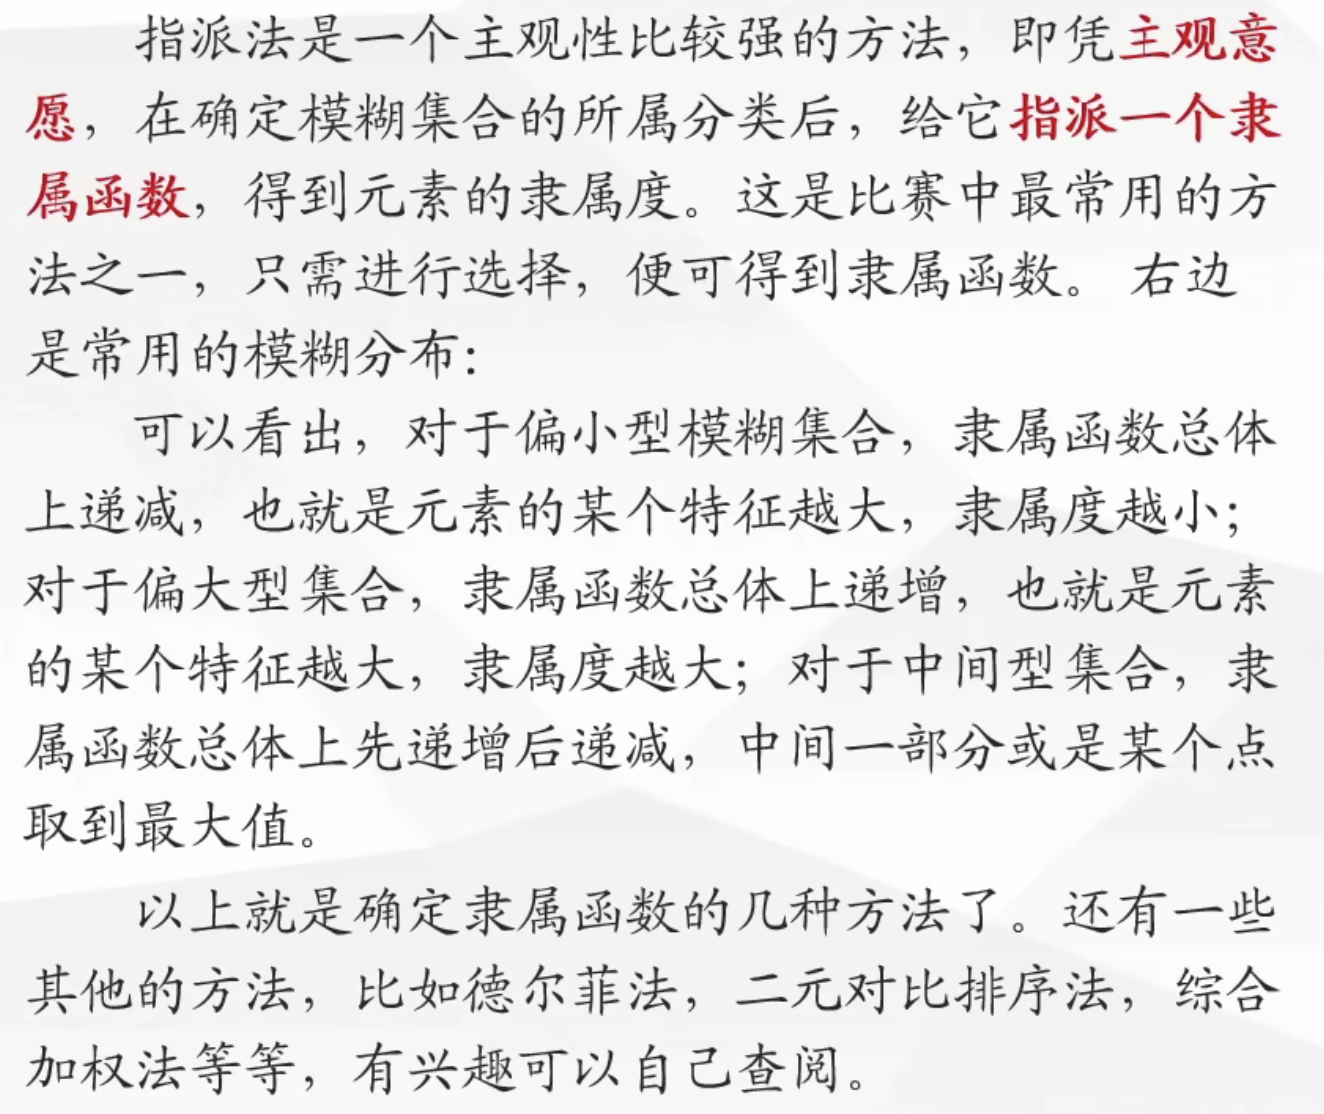 指派法是一个主观性比较强的方法，即凭主观意
愿，在确定模糊集合的所属分类后，给它指派一个隶
属函数，得到元素的隶属度。这是比赛中最常用的方
法之一，只需进行选择，便可得到隶属函数。 右边
是常用的模糊分布：
可以看出，对于偏小型模糊集合，隶属函数总体
上递减，也就是元素的某个特征越大，隶属度越小；
对于偏大型集合，隶属函数总体上递增，也就是元素
的某个特征越大，隶属度越大；对于中间型集合，隶
属函数总体上先递增后递减，中间一部分或是某个点
取到最大值。
以上就是确定隶属函数的几种方法了。还有一些
其他的方法，比如德尔菲法，二元对比排序法，综合
加权法等等，有兴趣可以自己查阅。